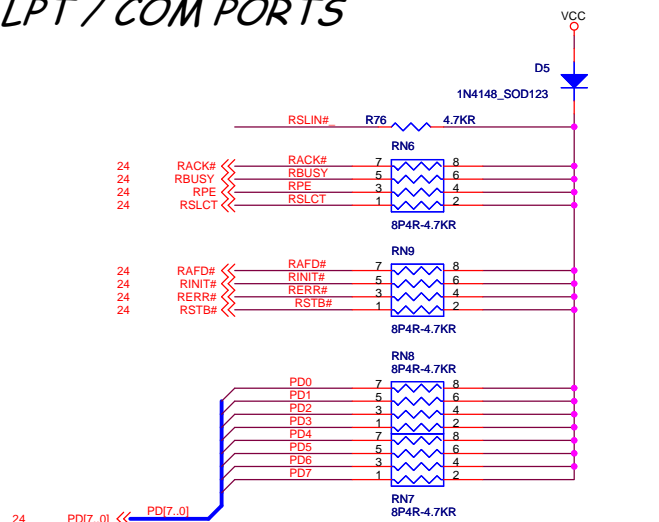 LPT / COM PORTS
VCC
D5
1N4148_SOD123
RSLIN#_ R76 4.7KR
RN6
24 RACK# RACK# 7 8
24 RBUSY RBUSY 5 6
24 RPE RPE 3 4
24 RSLCT RSLCT 1 2
8P4R-4.7KR
RN9
24 RAFD# RAFD# 7 8
24 RINIT# RINIT# 5 6
24 RERR# RERR# 3 4
24 RSTB# RSTB# 1 2
8P4R-4.7KR
RN8
8P4R-4.7KR
PD0 7 8
PD1 5 6
PD2 3 4
PD3 1 2
PD4 7 8
PD5 5 6
PD6 3 4
PD7 1 2
RN7
24 PD[7..0] PD[7..0] 8P4R-4.7KR